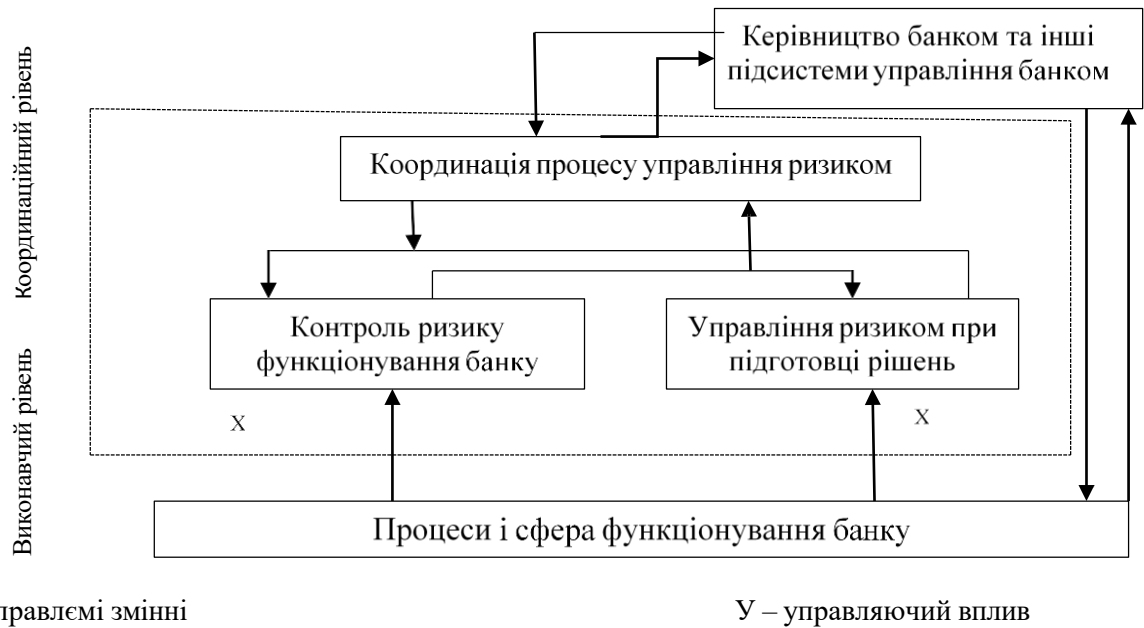 Керівництво банком та інші
підсистеми управління банком
Координаційний рівень
Координація процесу управління ризиком
Контроль ризику
функціонування банку
Управління ризиком при
підготовці рішень
Виконавчий рівень
X
X
Процеси і сфера функціонування банку
правлємі змінні
У – управляючий вплив